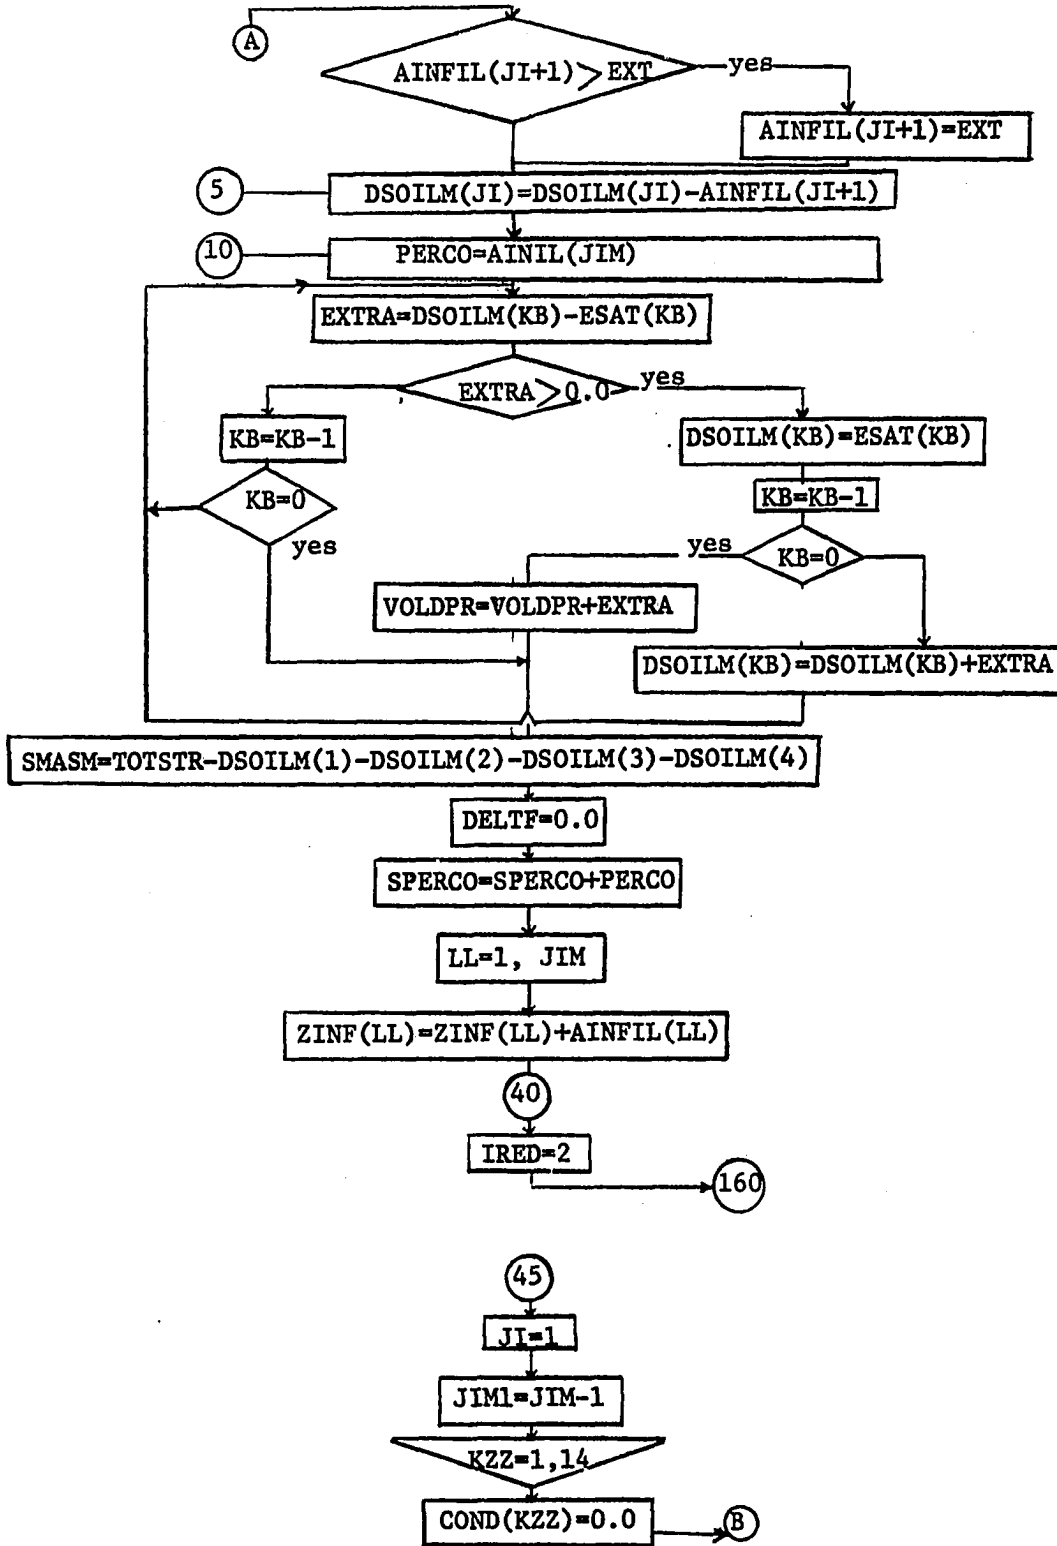 A
AINFIL(JI+1)>EXT
yes
AINFIL(JI+1)=EXT
5
DSOILM(JI)=DSOILM(JI)-AINFIL(JI+1)
10
PERCO=AINIL(JIM)
EXTRA=DSOILM(KB)-ESAT(KB)
EXTRA>0.0
yes
KB=KB-1
DSOILM(KB)=ESAT(KB)
KB=0
yes
KB=KB-1
yes
KB=0
VOLDPR=VOLDPR+EXTRA
DSOILM(KB)=DSOILM(KB)+EXTRA
SMASM=TOTSTR-DSOILM(1)-DSOILM(2)-DSOILM(3)-DSOILM(4)
DELTF=0.0
SPERCO=SPERCO+PERCO
LL=1, JIM
ZINF(LL)=ZINF(LL)+AINFIL(LL)
40
IRED=2
160
45
JI=1
JIM1=JIM-1
KZZ=1,14
COND(KZZ)=0.0
B